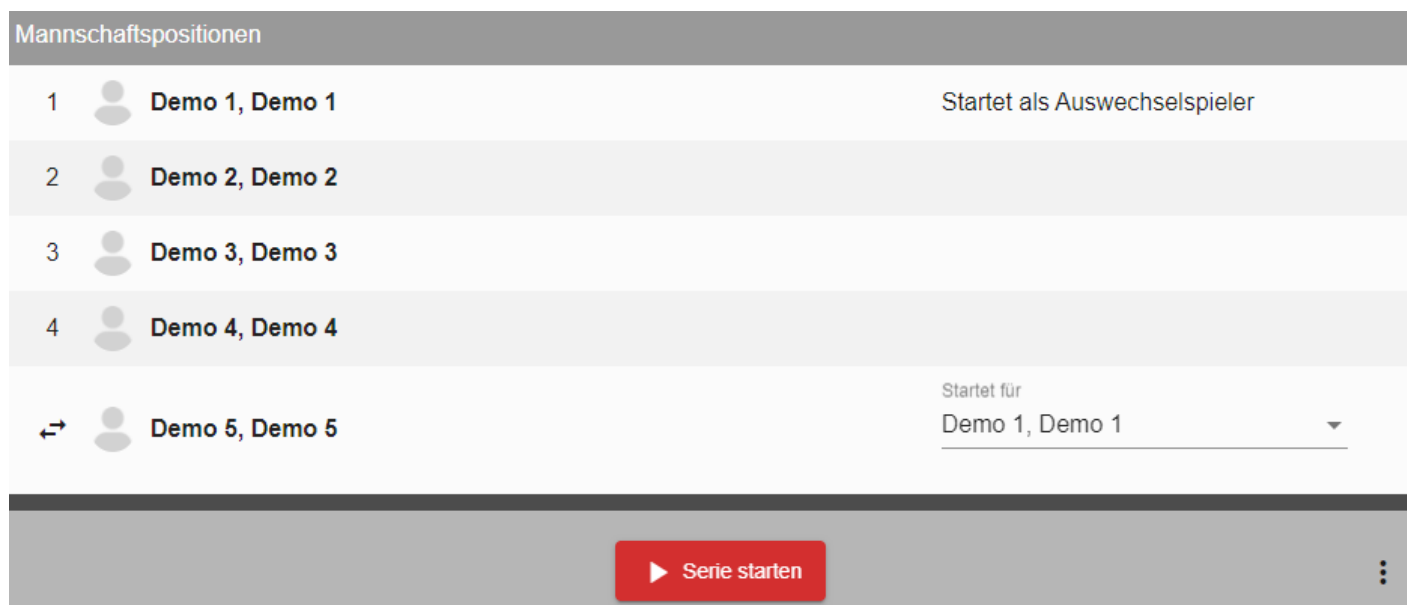 Mannschaftspositionen
1 Demo 1, Demo 1 Startet als Auswechselspieler
2 Demo 2, Demo 2
3 Demo 3, Demo 3
4 Demo 4, Demo 4
Startet für
Demo 5, Demo 5 Demo 1, Demo 1
Serie starten